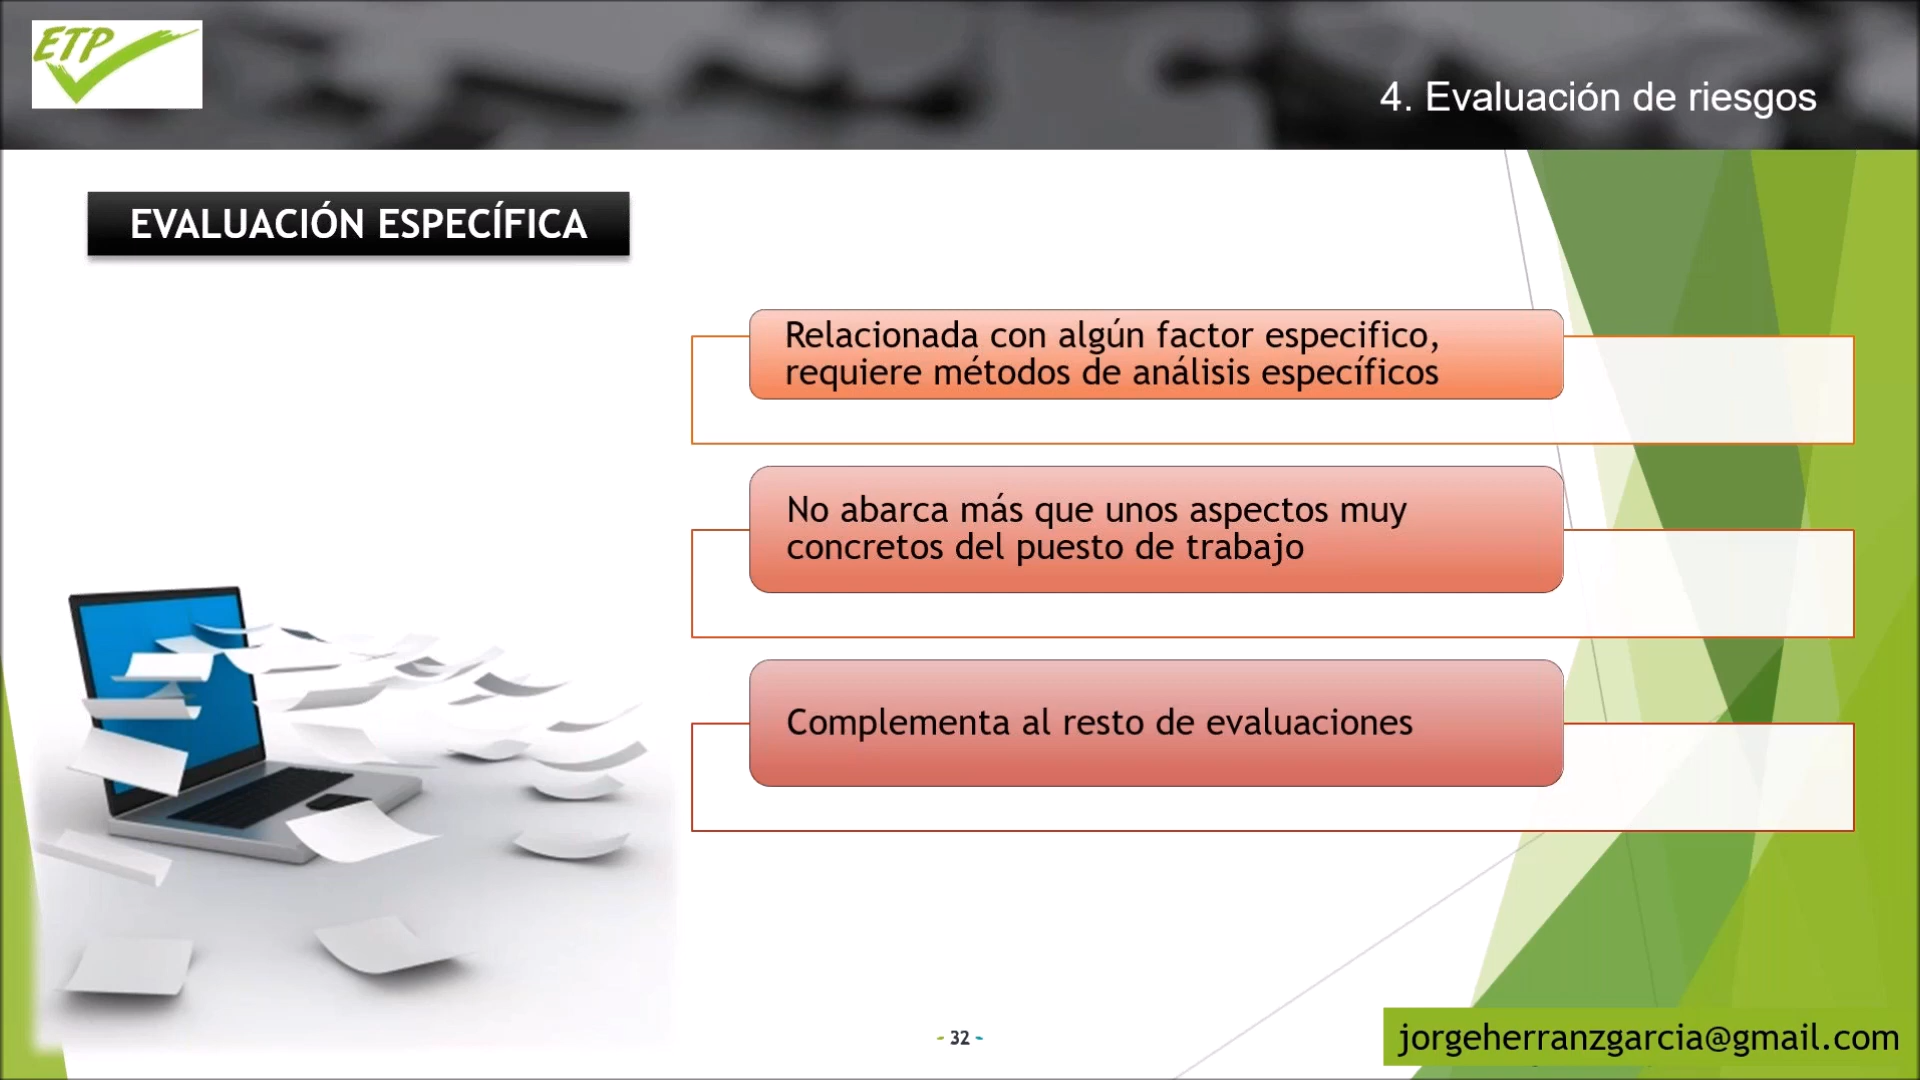 ETP
4. Evaluación de riesgos
EVALUACIÓN ESPECÍFICA
Relacionada con algún factor especifico,
requiere métodos de análisis específicos
No abarca más que unos aspectos muy
concretos del puesto de trabajo
Complementa al resto de evaluaciones
- 32 -
jorgeherranzgarcia@gmail.com